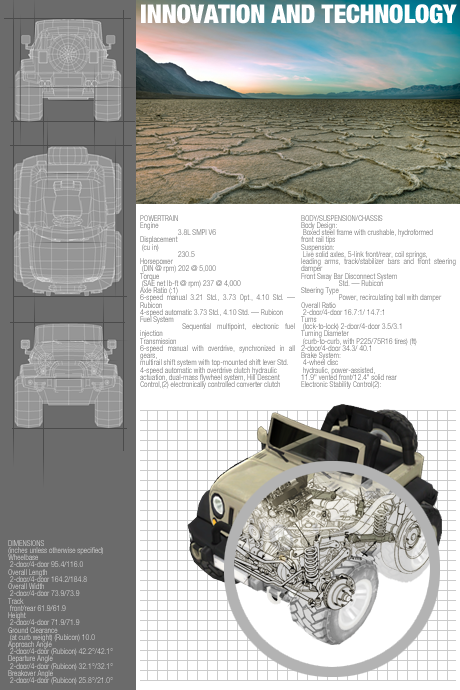 INNOVATION AND TECHNOLOGY
POWERTRAIN
Engine
3.8L SMPI V6
Displacement
(cu in)
230.5
Horsepower
(DIN @ rpm) 202 @ 5,000
Torque
(SAE net lb-ft @ rpm) 237 @ 4,000
Axle Ratio (:1)
6-speed manual 3.21 Std., 3.73 Opt., 4.10 Std. —
Rubicon
4-speed automatic 3.73 Std., 4.10 Std. — Rubicon
Fuel System
Sequential multipoint, electronic fuel
injection
Transmission
6-speed manual with overdrive, synchronized in all
gears,
multirail shift system with top-mounted shift lever Std.
4-speed automatic with overdrive clutch hydraulic
actuation, dual-mass flywheel system, Hill Descent
Control,(2) electronically controlled converter clutch
BODY/SUSPENSION/CHASSIS
Body Design:
Boxed steel frame with crushable, hydroformed
front rail tips
Suspension:
Live solid axles, 5-link front/rear, coil springs,
leading arms, track/stabilizer bars and front steering
damper
Front Sway Bar Disconnect System
Std. — Rubicon
Steering Type
Power, recirculating ball with damper
Overall Ratio
2-door/4-door 16.7:1/ 14.7:1
Turns
(lock-to-lock) 2-door/4-door 3.5/3.1
Turning Diameter
(curb-to-curb, with P225/75R16 tires) (ft)
2-door/4-door 34.3/ 40.1
Brake System:
4-wheel disc
hydraulic, power-assisted,
11.9" vented front/12.4" solid rear
Electronic Stability Control(2):
DIMENSIONS
(inches unless otherwise specified)
Wheelbase
2-door/4-door 95.4/116.0
Overall Length
2-door/4-door 164.2/184.8
Overall Width
2-door/4-door 73.9/73.9
Track
front/rear 61.9/61.9
Height
2-door/4-door 71.9/71.9
Ground Clearance
(at curb weight) (Rubicon) 10.0
Approach Angle
2-door/4-door (Rubicon) 42.2°/42.1°
Departure Angle
2-door/4-door (Rubicon) 32.1°/32.1°
Breakover Angle
2-door/4-door (Rubicon) 25.8°/21.0°